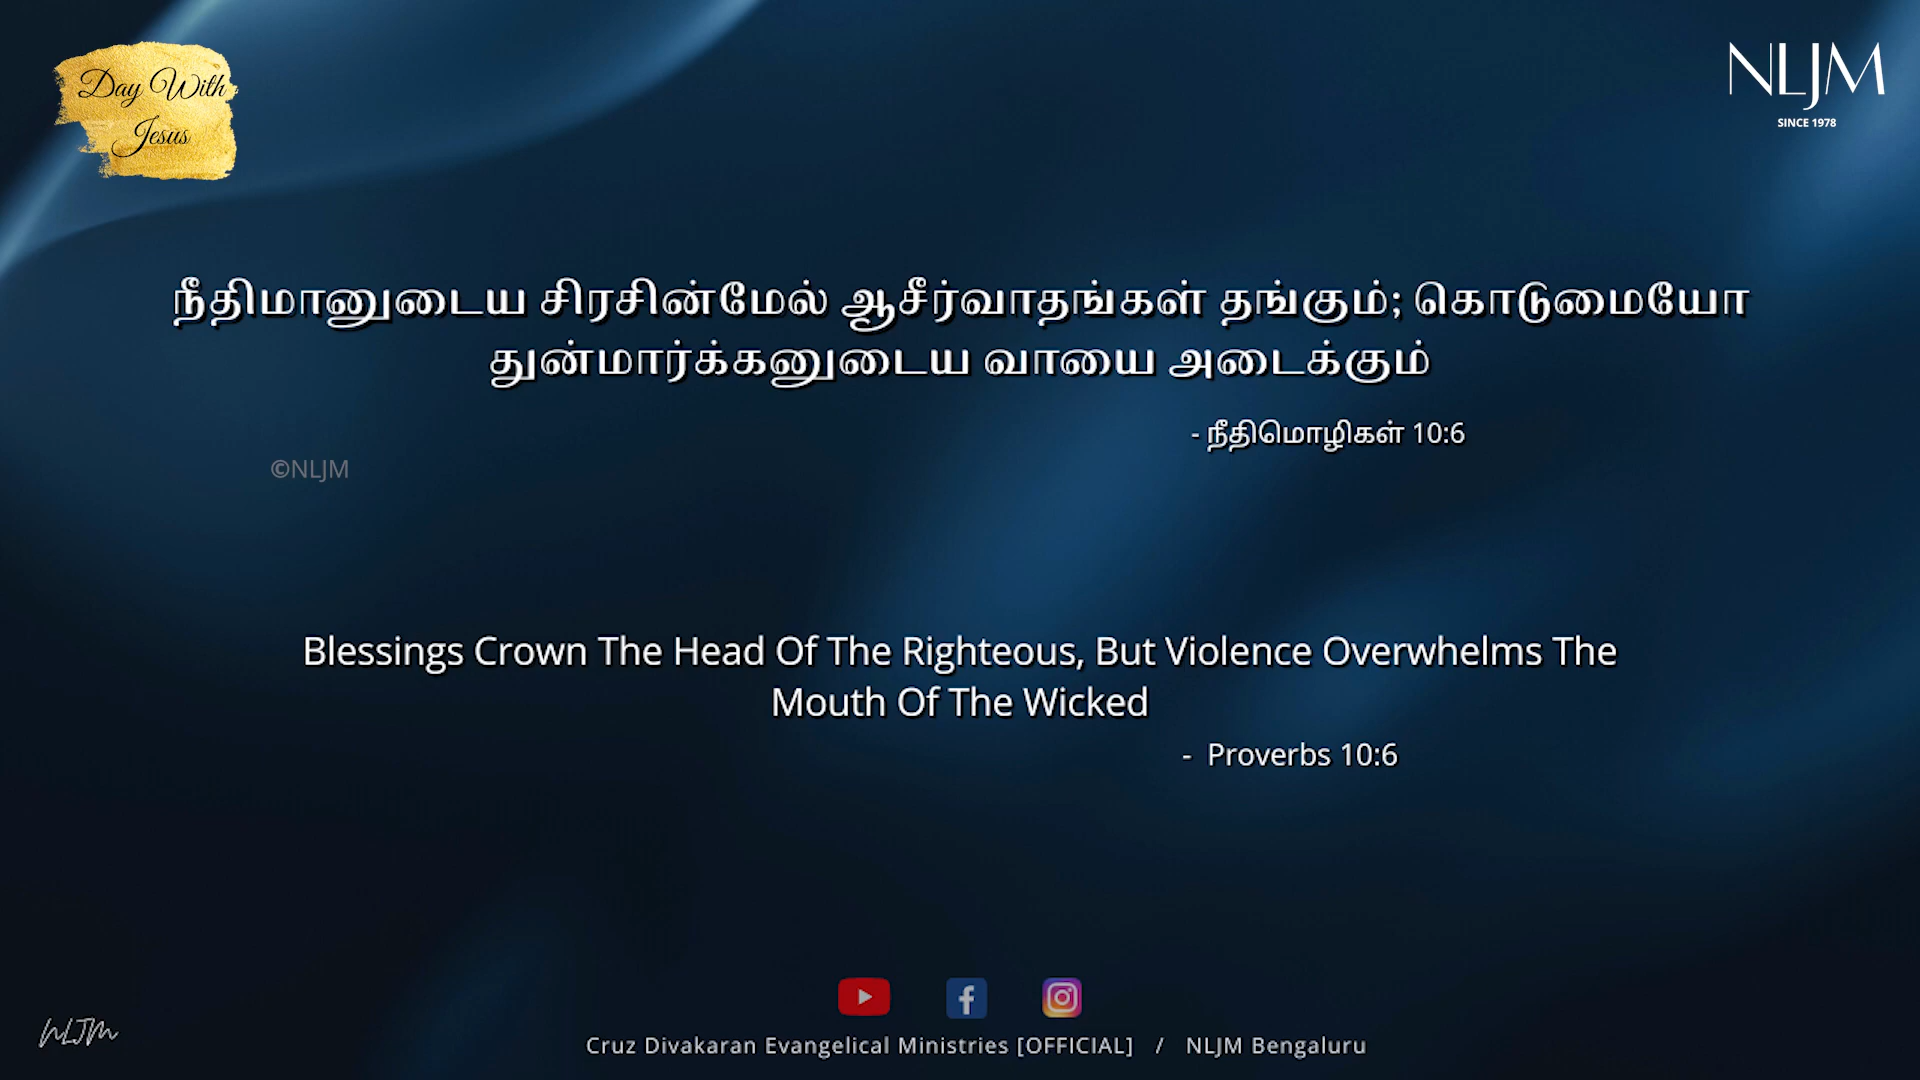 Day With
Jesus
NLJM
SINCE 1978
நீதிமானுடைய சிரசின்மேல் ஆசீர்வாதங்கள் தங்கும்; கொடுமையோ
துன்மார்க்கனுடைய வாயை அடைக்கும்
- நீதிமொழிகள் 10:6
©NLJM
Blessings Crown The Head Of The Righteous, But Violence Overwhelms The
Mouth Of The Wicked
- Proverbs 10:6
NLJM
Cruz Divakaran Evangelical Ministries [OFFICIAL] / NLJM Bengaluru